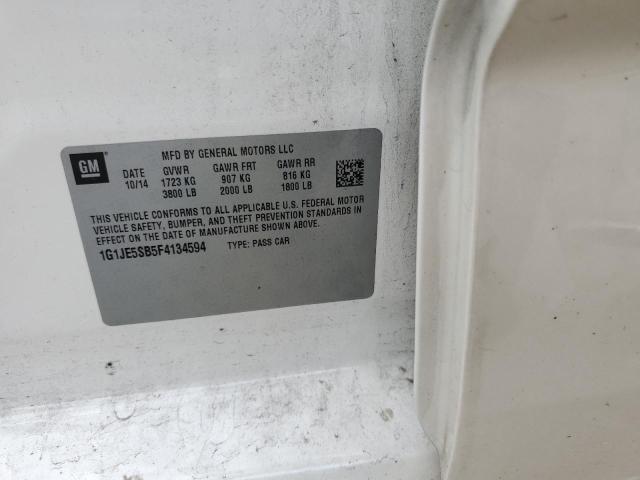 GM
MFD BY GENERAL MOTORS LLC
DATE GVWR GAWR FRT GAWR RR
10/14 1723 KG 907 KG 816 KG
3800 LB 2000 LB 1800 LB
THIS VEHICLE CONFORMS TO ALL APPLICABLE U.S. FEDERAL MOTOR
VEHICLE SAFETY, BUMPER, AND THEFT PREVENTION STANDARDS IN
EFFECT ON THE DATE OF MANUFACTURE SHOWN ABOVE.
1G1JE5SB5F4134594 TYPE: PASS CAR